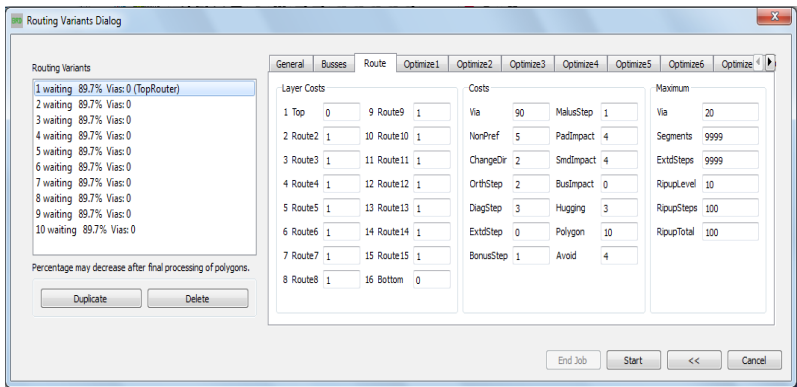 Routing Variants Dialog
Routing Variants
1 waiting 89.7% Vias: 0 (TopRouter)
2 waiting 89.7% Vias: 0
3 waiting 89.7% Vias: 0
4 waiting 89.7% Vias: 0
5 waiting 89.7% Vias: 0
6 waiting 89.7% Vias: 0
7 waiting 89.7% Vias: 0
8 waiting 89.7% Vias: 0
9 waiting 89.7% Vias: 0
10 waiting 89.7% Vias: 0
Percentage may decrease after final processing of polygons.
Duplicate Delete
General Busses Route Optimize1 Optimize2 Optimize3 Optimize4 Optimize5 Optimize6 Optimize
Layer Costs
1 Top 0 9 Route9 1
2 Route2 1 10 Route10 1
3 Route3 1 11 Route11 1
4 Route4 1 12 Route12 1
5 Route5 1 13 Route13 1
6 Route6 1 14 Route14 1
7 Route7 1 15 Route15 1
8 Route8 1 16 Bottom 0
Costs
Via 90 MalusStep 1
NonPref 5 PadImpact 4
ChangeDir 2 SmdImpact 4
OrthStep 2 BusImpact 0
DiagStep 3 Hugging 3
ExtdStep 0 Polygon 10
BonusStep 1 Avoid 4
Maximum
Via 20
Segments 9999
ExtdSteps 9999
RipupLevel 10
RipupSteps 100
RipupTotal 100
End Job Start << Cancel